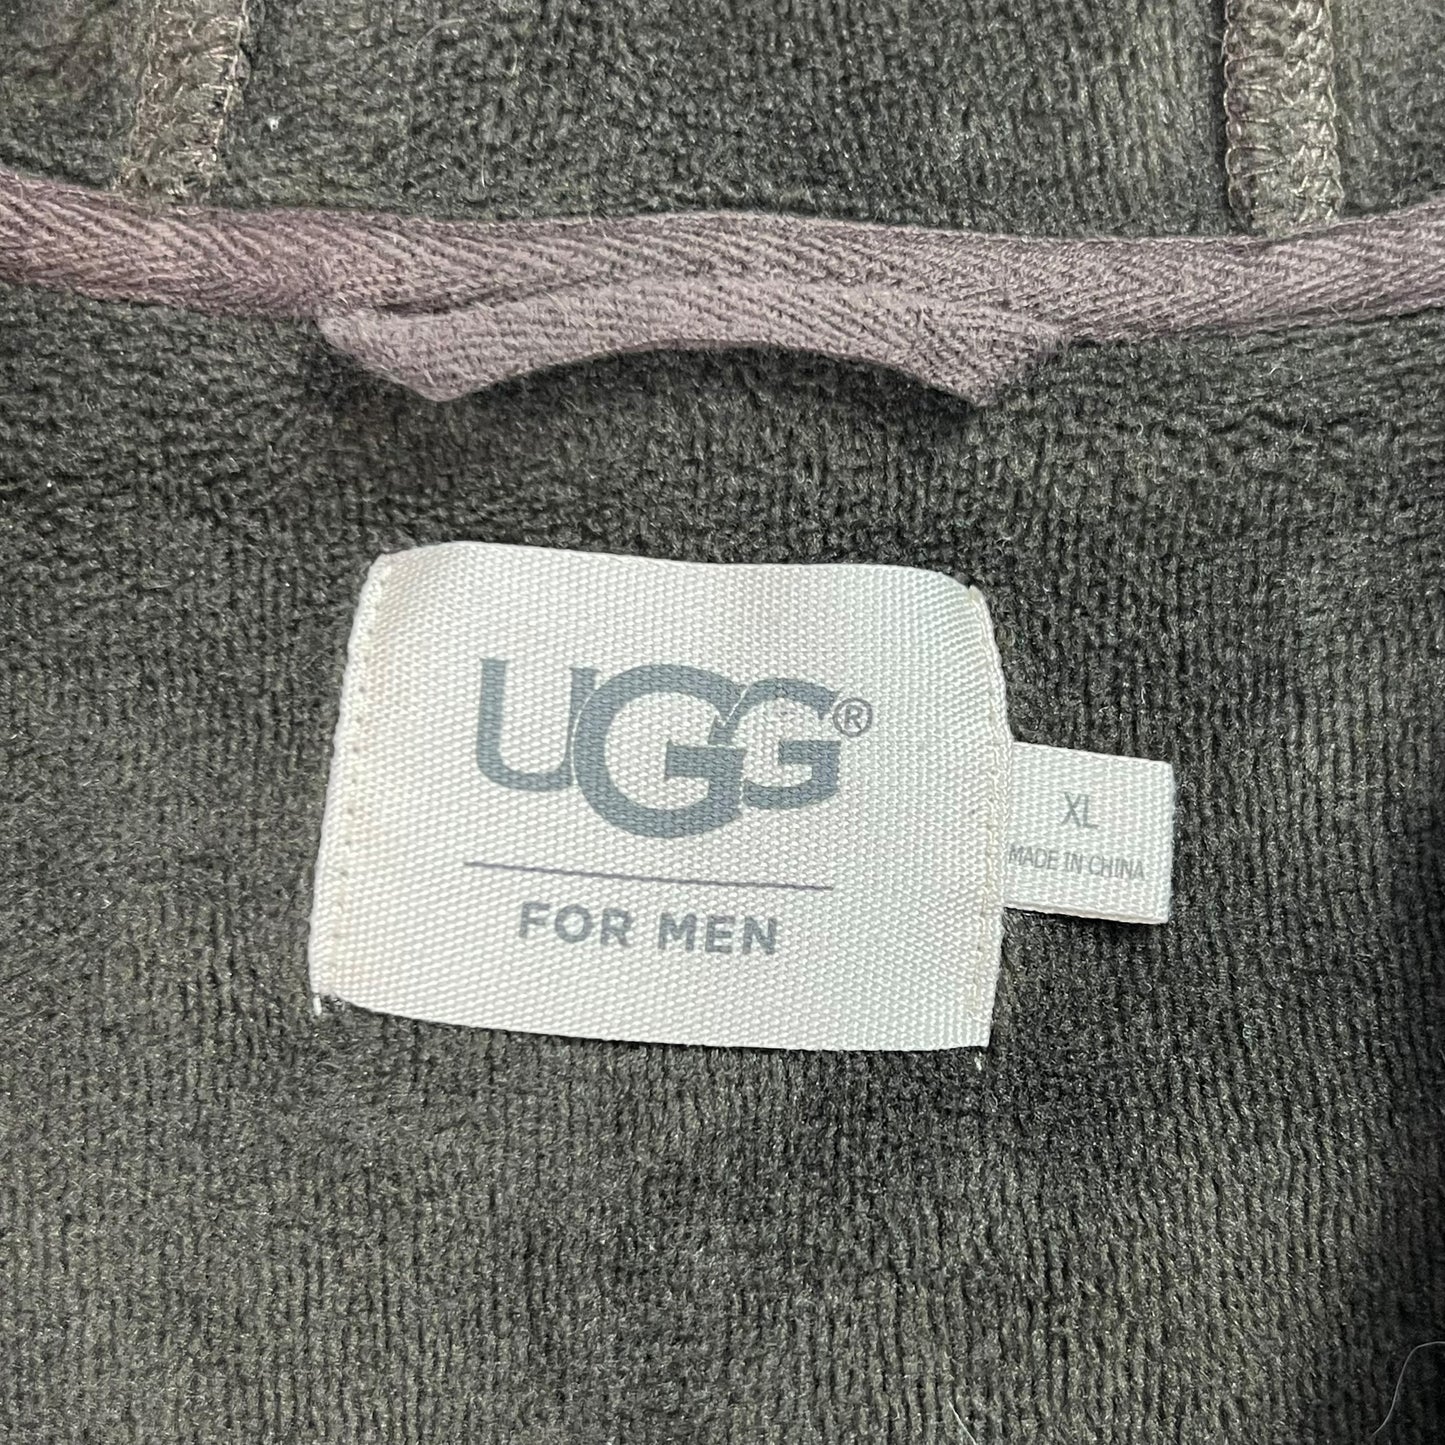 UGG®
FOR MEN
XL
MADE IN CHINA